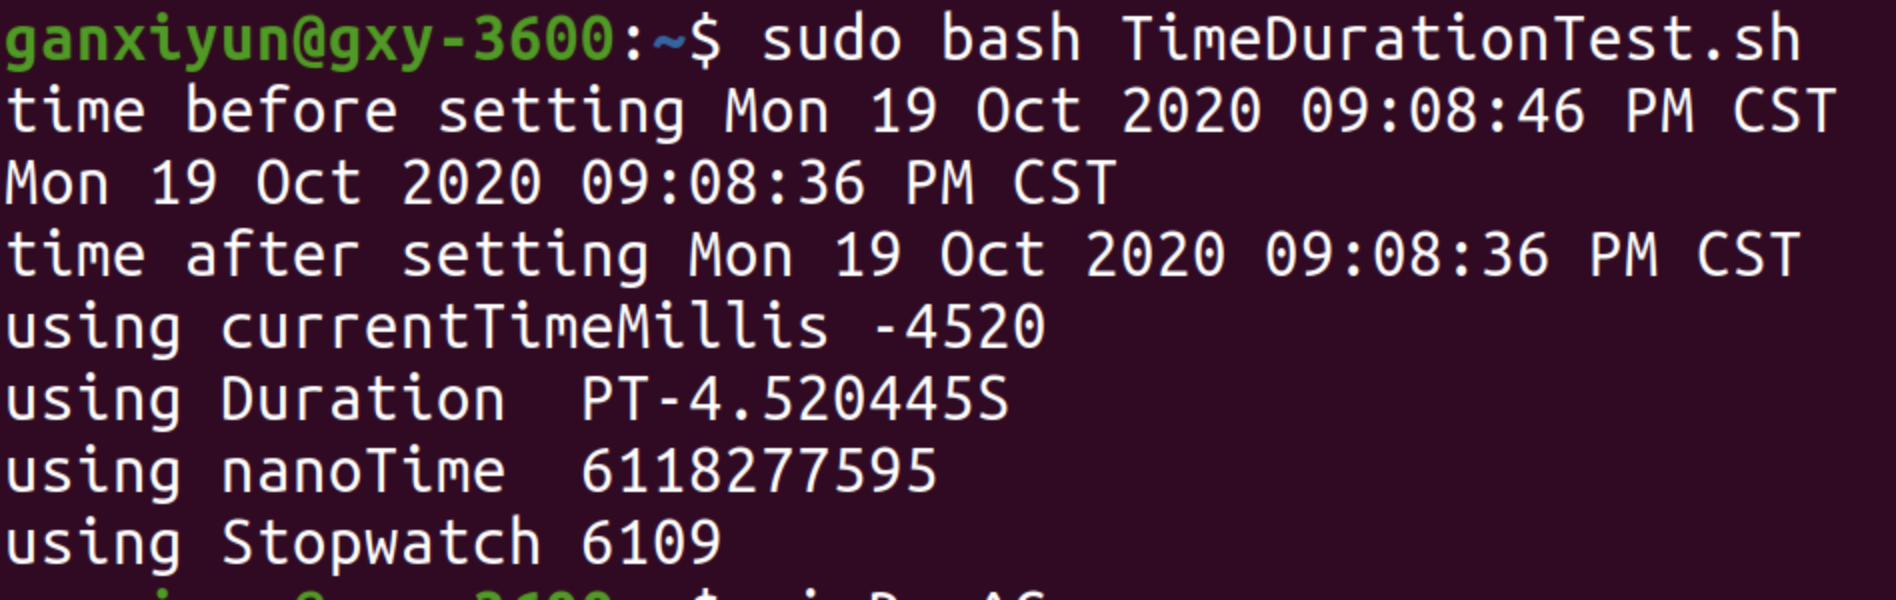 ganxiyun@gxy-3600:~$ sudo bash TimeDurationTest.sh
time before setting Mon 19 Oct 2020 09:08:46 PM CST
Mon 19 Oct 2020 09:08:36 PM CST
time after setting Mon 19 Oct 2020 09:08:36 PM CST
using currentTimeMillis -4520
using Duration  PT-4.520445S
using nanoTime  6118277595
using Stopwatch 6109